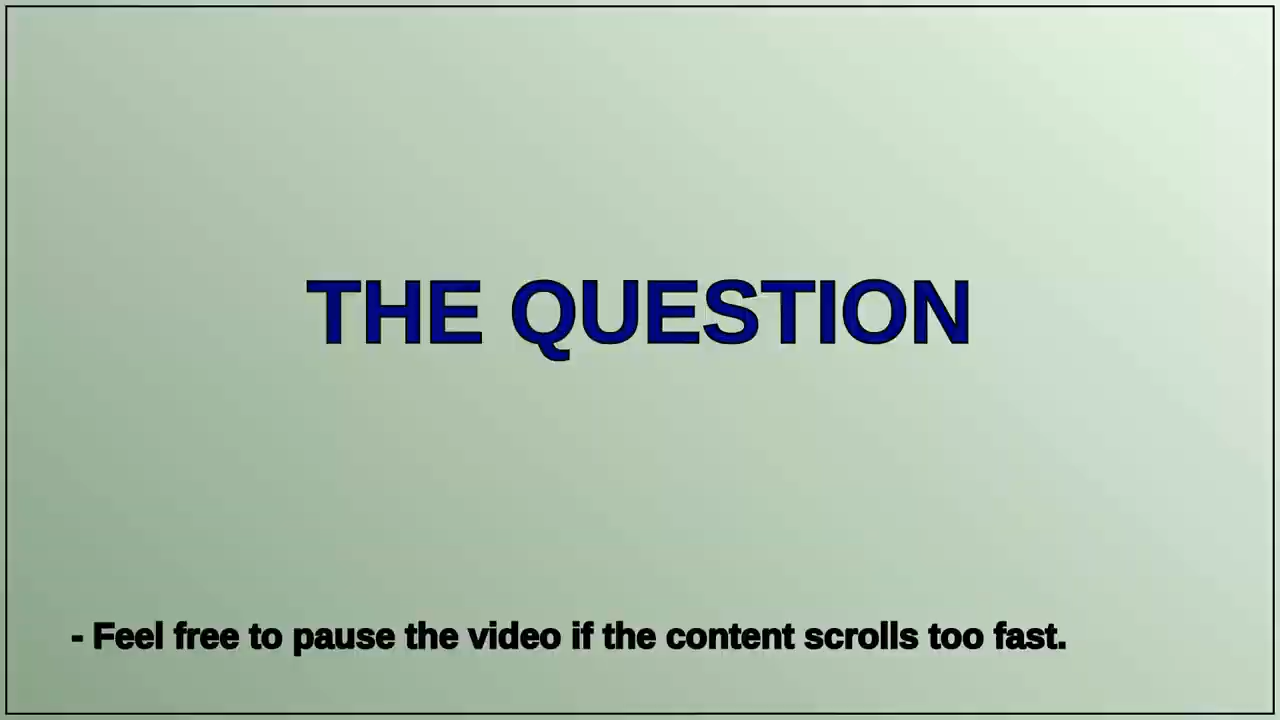 THE QUESTION
- Feel free to pause the video if the content scrolls too fast.